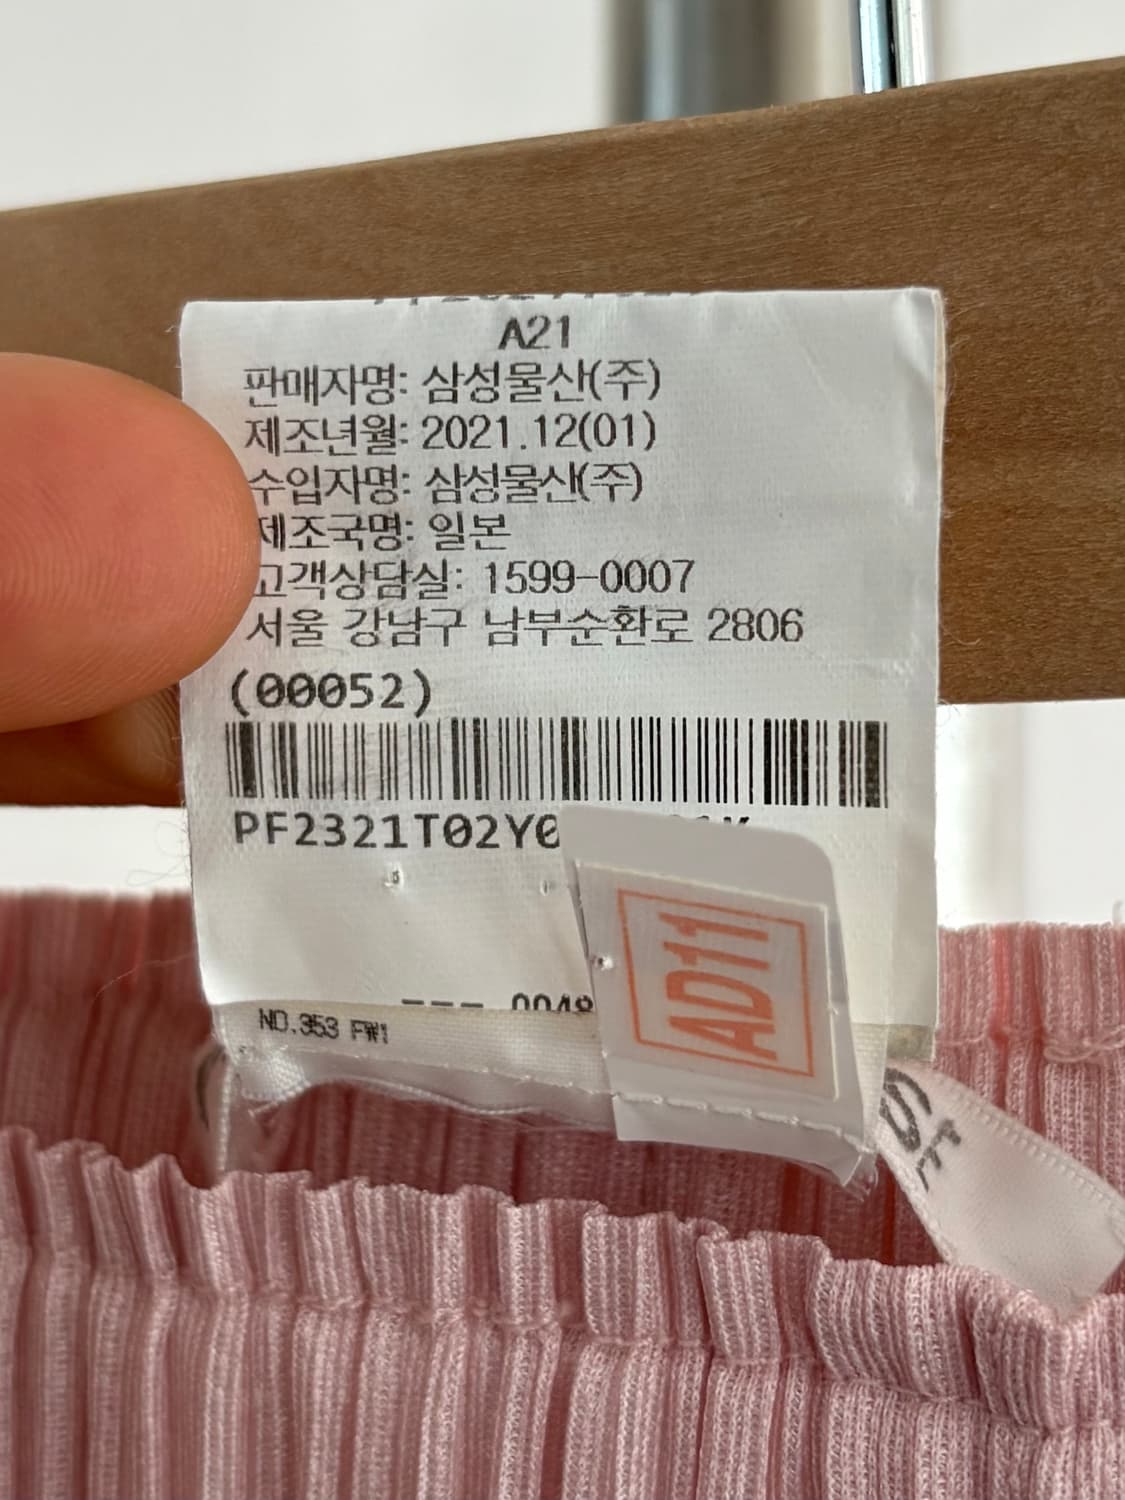 A21
판매자명: 삼성물산(주)
제조년월: 2021.12(01)
수입자명: 삼성물산(주)
제조국명: 일본
고객상담실: 1599-0007
서울 강남구 남부순환로 2806
(00052)
PF2321T02Y0
AD11
NO.353 FW1